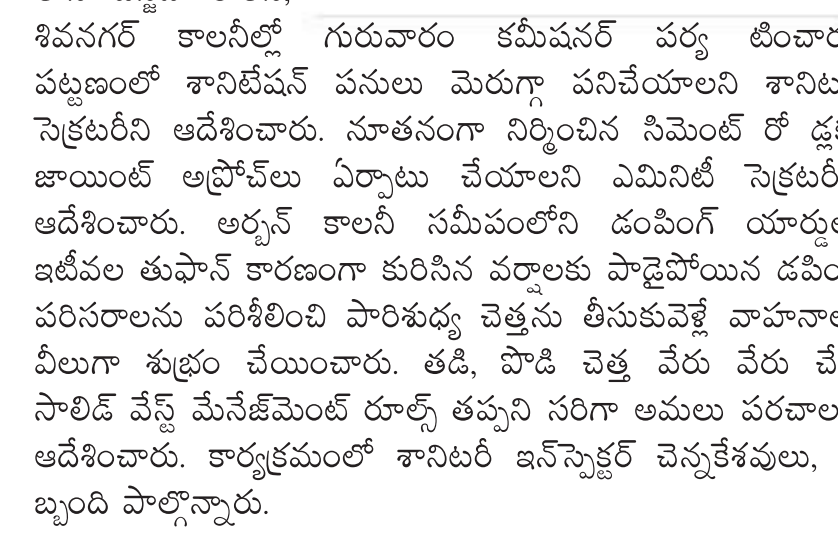 శివనగర్ కాలనీల్లో గురువారం కమీషనర్ పర్య టించారు
పట్టణంలో శానిటేషన్ పనులు మెరుగ్గా పనిచేయాలని
సెక్రటరీని ఆదేశించారు. నూతనంగా నిర్మించిన సిమెంట్ రో
జాయింట్ అప్రోచ్‌లు ఏర్పాటు చేయాలని ఎమినిటీ
ఆదేశించారు. అర్బన్ కాలనీ సమీపంలోని డంపింగ్
ఇటీవల తుఫాన్ కారణంగా కురిసిన వర్షాలకు పాడైపోయిన
పరిసరాలను పరిశీలించి పారిశుధ్య చెత్తను తీసుకువెళ్లే
వీలుగా శుభ్రం చేయించారు. తడి, పొడి చెత్త వేరు వేరు
సాలిడ్ వేస్ట్ మేనేజ్‌మెంట్ రూల్స్ తప్పని సరిగా అమలు
ఆదేశించారు. కార్యక్రమంలో శానిటరీ ఇన్‌స్పెక్టర్ చెన్నకేశవులు,
బ్బంది పాల్గొన్నారు.